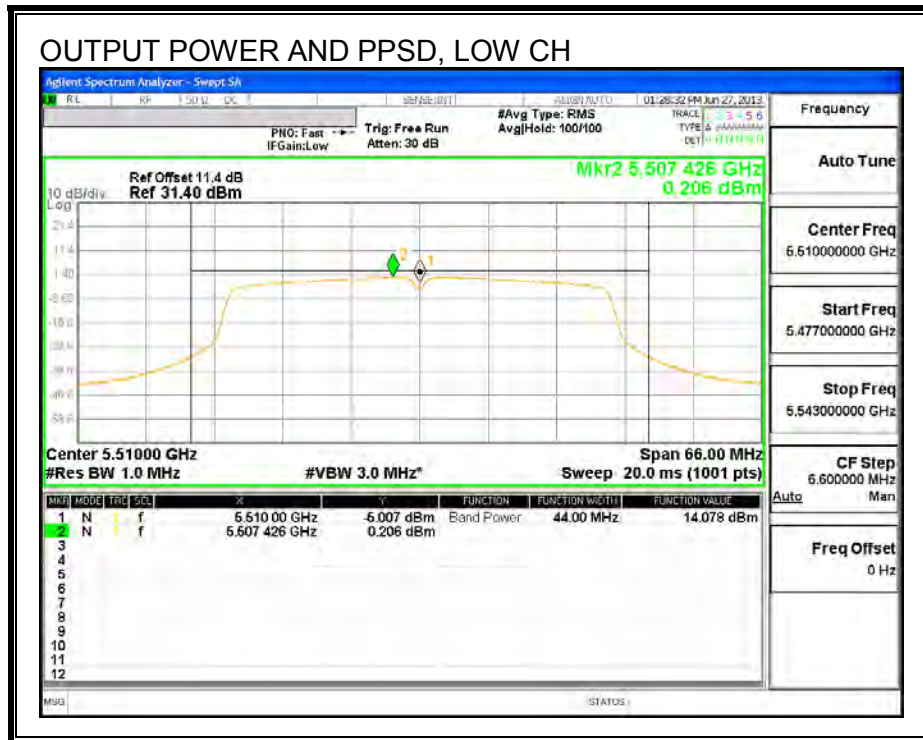 OUTPUT POWER AND PPSD, LOW CH
Agilent Spectrum Analyzer - Swept SA
RL RF 50 Ω DC SENSE:INT ALIGN AUTO 01:28:32 PM Jun 27, 2013
Frequency
#Avg Type: RMS
TRACE 1 2 3 4 5 6
PNO: Fast
Trig: Free Run
Avg|Hold: 100/100
TYPE
IFGain:Low
Atten: 30 dB
DET
Auto Tune
Mkr2 5.507 426 GHz
0.206 dBm
Ref Offset 11.4 dB
10 dB/div Ref 31.40 dBm
Log
21.4
11.4
1.40
-8.60
-18.6
-28.6
-38.6
-48.6
-58.6
Center Freq
5.510000000 GHz
Start Freq
5.477000000 GHz
Stop Freq
5.543000000 GHz
2
1
Center 5.51000 GHz
Span 66.00 MHz
#Res BW 1.0 MHz
#VBW 3.0 MHz*
Sweep 20.0 ms (1001 pts)
CF Step
6.600000 MHz
Auto Man
MKR MODE TRC SCL X Y FUNCTION FUNCTION WIDTH FUNCTION VALUE
1 N 1 f 5.510 00 GHz -5.007 dBm Band Power 44.00 MHz 14.078 dBm
2 N 1 f 5.507 426 GHz 0.206 dBm
3
4
5
6
7
8
9
10
11
12
Freq Offset
0 Hz
MSG
STATUS